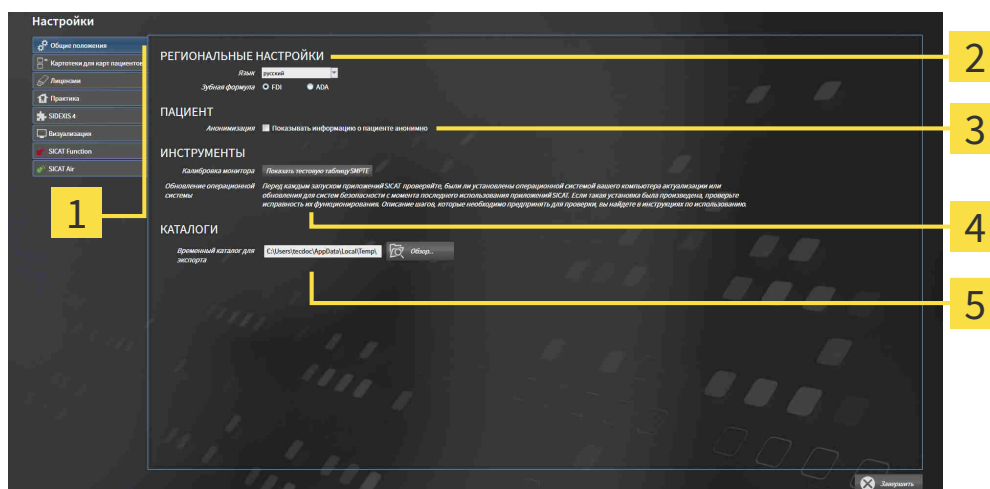 Настройки
Общие положения
Картотеки для карт пациентов
Лицензии
Практика
SIDEXIS 4
Визуализация
SICAT Function
SICAT Air
1
РЕГИОНАЛЬНЫЕ НАСТРОЙКИ
Язык русский
Зубная формула FDI ADA
ПАЦИЕНТ
Анонимизация Показывать информацию о пациенте анонимно
ИНСТРУМЕНТЫ
Калибровка монитора Показать тестовую таблицу SMPTE
Обновление операционной системы
Перед каждым запуском приложений SICAT проверяйте, были ли установлены операционной системой вашего компьютера актуализации или
обновления для систем безопасности с момента последнего использования приложений SICAT. Если такая установка была произведена, проверьте
исправность их функционирования. Описание шагов, которые необходимо предпринять для проверки, вы найдете в инструкциях по использованию.
КАТАЛОГИ
Временный каталог для экспорта
C:\Users\tecdoc\AppData\Local\Temp\ Обзор...
2
3
4
5
Завершить